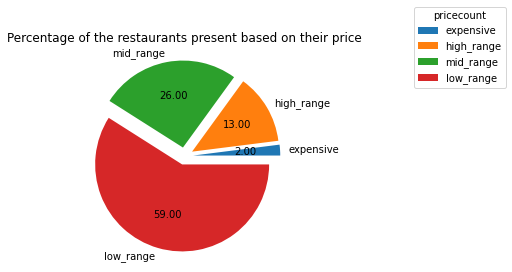 Percentage of the restaurants present based on their price
pricecount
expensive
high_range
mid_range
low_range
mid_range
26.00
high_range
13.00
2.00 expensive
59.00
low_range